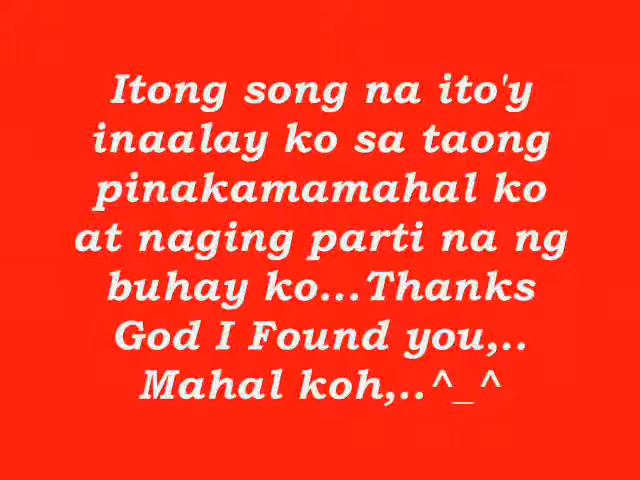 Itong song na ito'y
inaalay ko sa taong
pinakamamahal ko
at naging parti na ng
buhay ko...Thanks
God I Found you,..
Mahal koh,..^_^